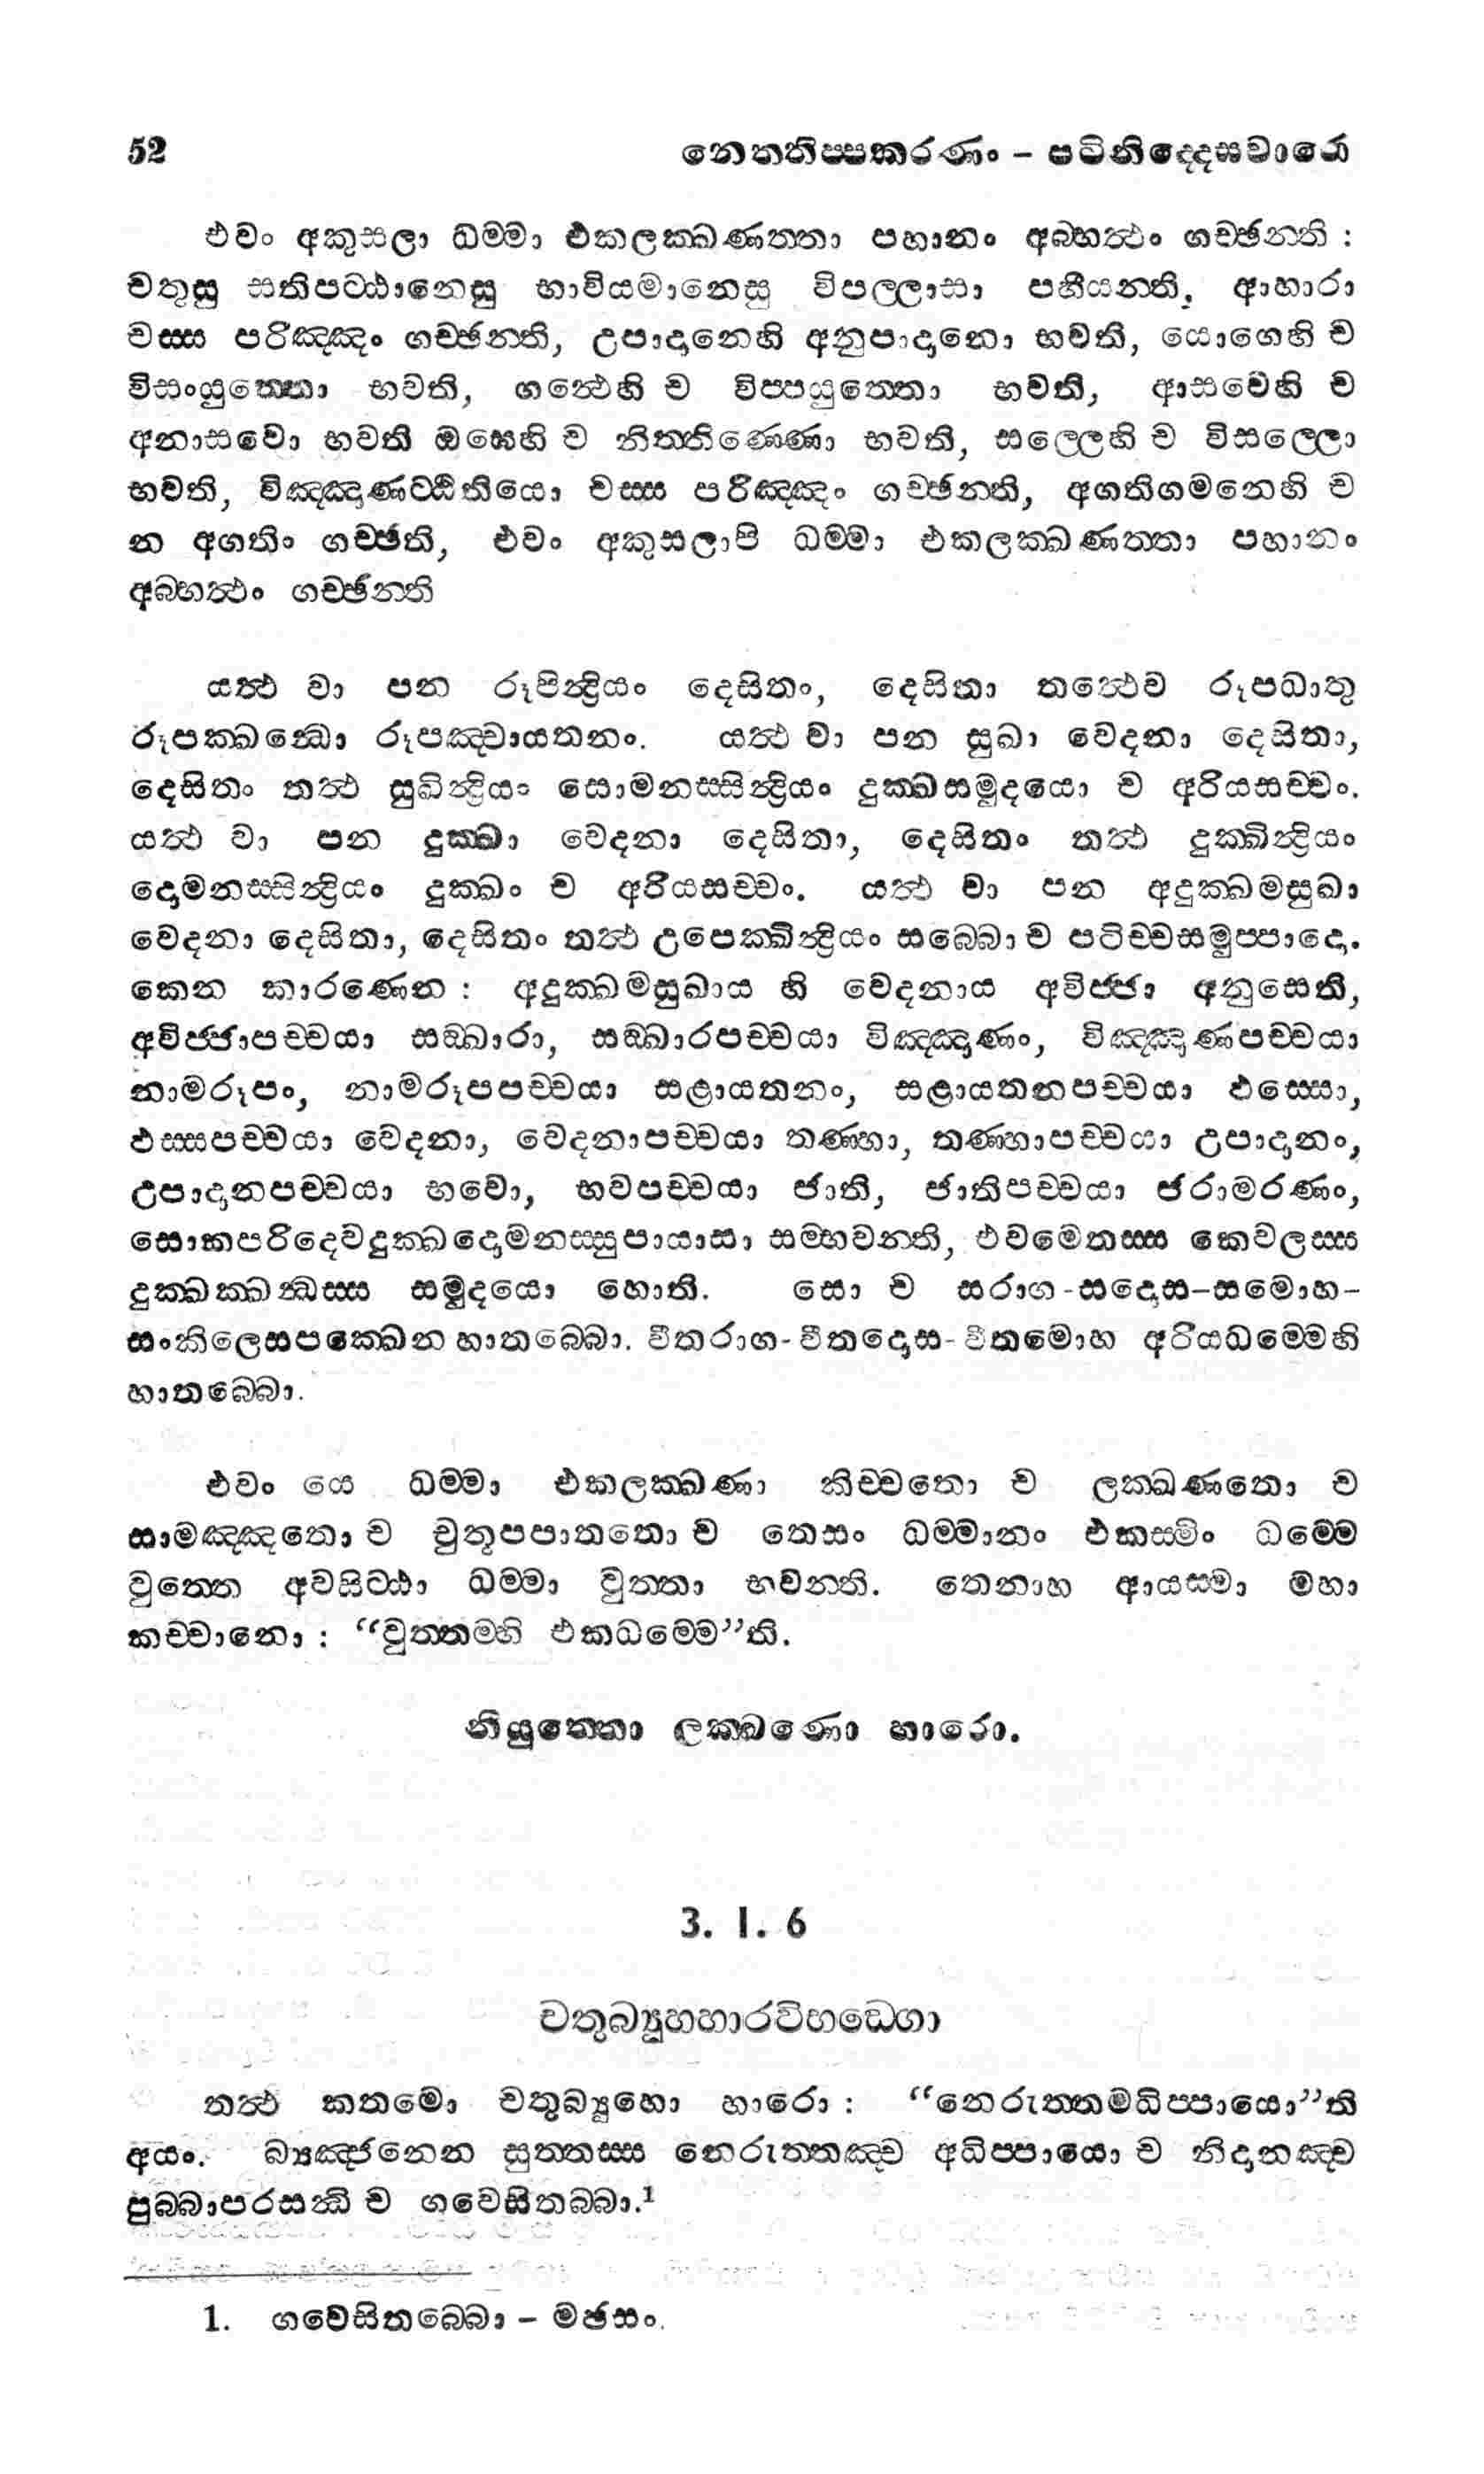 52 නෙත්තිප්පකරණං – පටිනිද්දෙසවාරො
එවං අකුසලා ධම්මා එකලක්ඛණත්තා පහානං අබ්භත්ථං ගච්ඡන්ති :
චතුසු සතිපට්ඨානෙසු භාවියමානෙසු විපල්ලාසා පහීයන්ති, ආහාරා
චස්ස පරිඤ්ඤං ගච්ඡන්ති, උපාදානෙහි අනුපාදානො භවති, යොගෙහි ච
විසංයුත්තො භවති, ගන්ථෙහි ච විප්පයුත්තො භවති, ආසවෙහි ච
අනාසවො භවති ඔඝෙහි ච නිත්තිණ්ණො භවති, සල්ලෙහි ච විසල්ලො
භවති, විඤ්ඤාණට්ඨිතියො චස්ස පරිඤ්ඤං ගච්ඡන්ති, අගතිගමනෙහි ච
න අගතිං ගච්ඡති, එවං අකුසලාපි ධම්මා එකලක්ඛණත්තා පහානං
අබ්භත්ථං ගච්ඡන්ති
යත්ථ වා පන රූපින්ද්‍රියං දෙසිතං, දෙසිතා තත්ථෙව රූපධාතු
රූපක්ඛන්ධො රූපඤ්චායතනං. යත්ථ වා පන සුඛා වෙදනා දෙසිතා,
දෙසිතං තත්ථ සුඛින්ද්‍රියං සොමනස්සින්ද්‍රියං දුක්ඛසමුදයො ච අරියසච්චං.
යත්ථ වා පන දුක්ඛා වෙදනා දෙසිතා, දෙසිතං තත්ථ දුක්ඛින්ද්‍රියං
දොමනස්සින්ද්‍රියං දුක්ඛං ච අරියසච්චං. යත්ථ වා පන අදුක්ඛමසුඛා
වෙදනා දෙසිතා, දෙසිතං තත්ථ උපෙක්ඛින්ද්‍රියං සබ්බො ච පටිච්චසමුප්පාදො.
කෙන කාරණෙන : අදුක්ඛමසුඛාය හි වෙදනාය අවිජ්ජා අනුසෙති,
අවිජ්ජාපච්චයා සඞ්ඛාරා, සඞ්ඛාරපච්චයා විඤ්ඤාණං, විඤ්ඤාණපච්චයා
නාමරූපං, නාමරූපපච්චයා සළායතනං, සළායතනපච්චයා ඵස්සො,
ඵස්සපච්චයා වෙදනා, වෙදනාපච්චයා තණ්හා, තණ්හාපච්චයා උපාදානං,
උපාදානපච්චයා භවො, භවපච්චයා ජාති, ජාතිපච්චයා ජරාමරණං,
සොකපරිදෙවදුක්ඛදොමනස්සුපායාසා සම්භවන්ති, එවමෙතස්ස කෙවලස්ස
දුක්ඛක්ඛන්ධස්ස සමුදයො හොති. සො ච සරාග-සදොස–සමොහ–
සංකිලෙසපක්ඛෙන හාතබ්බො. වීතරාග-වීතදොස-වීතමොහ අරියධම්මෙහි
හාතබ්බො.
එවං යෙ ධම්මා එකලක්ඛණා කිච්චතො ච ලක්ඛණතො ච
සාමඤ්ඤතො ච චුතූපපාතතො ච තෙසං ධම්මානං එකස්මිං ධම්මෙ
වුත්තෙ අවසිට්ඨා ධම්මා වුත්තා භවන්ති. තෙනාහ ආයස්මා මහා
කච්චානො : “වුත්තම්හි එකධම්මෙ”ති.
නියුත්තො ලක්ඛණො හාරො.
3. 1. 6
චතුබ්‍යූහහාරවිභඞ්ගො
තත්ථ කතමො චතුබ්‍යුහො හාරො : “නෙරුත්තමධිප්පායො”ති
අයං. බ්‍යඤ්ජනෙන සුත්තස්ස නෙරුත්තඤ්ච අධිප්පායො ච නිදානඤ්ච
පුබ්බාපරසන්ධි ච ගවෙසිතබ්බා.¹
1. ගවෙසිතබ්බො – මඡසං.